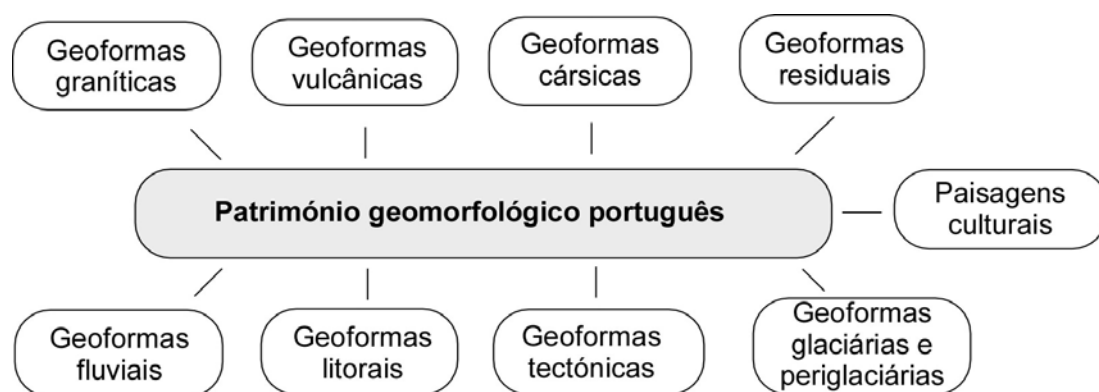 Geoformas
graníticas
Geoformas
vulcânicas
Geoformas
cársicas
Geoformas
residuais
Património geomorfológico português
Paisagens
culturais
Geoformas
fluviais
Geoformas
litorais
Geoformas
tectónicas
Geoformas
glaciárias e
periglaciárias